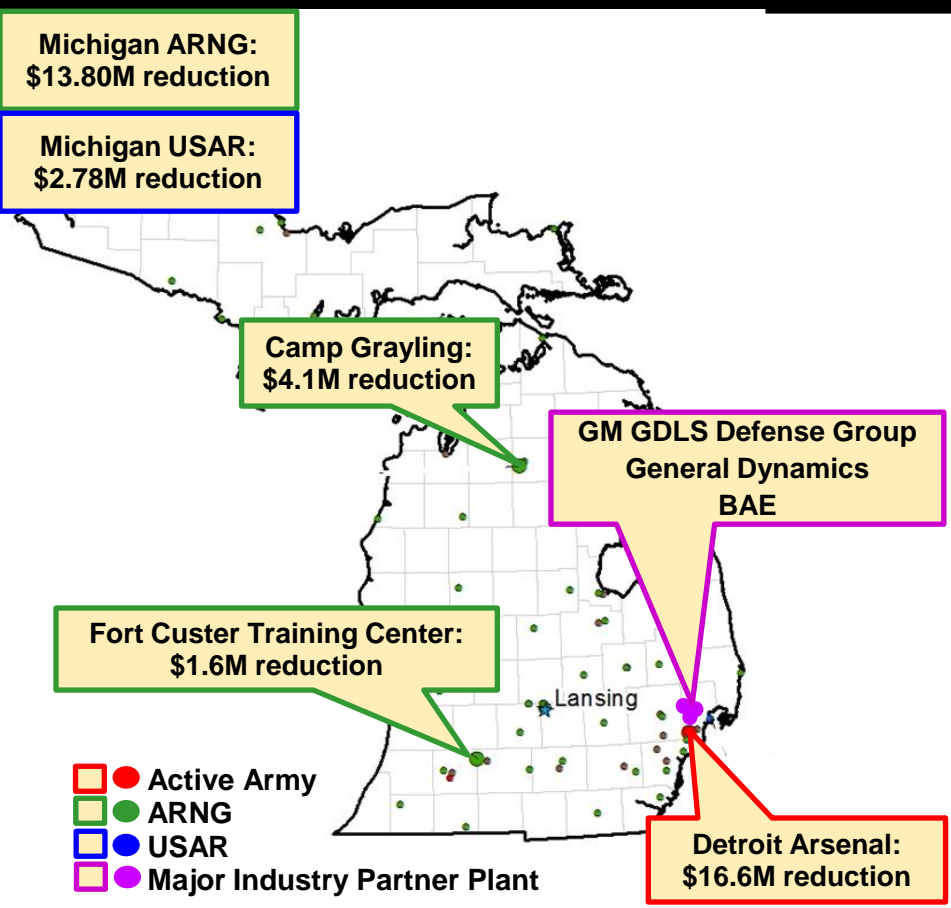 Michigan ARNG:
$13.80M reduction
Michigan USAR:
$2.78M reduction
Camp Grayling:
$4.1M reduction
GM GDLS Defense Group
General Dynamics
BAE
Fort Custer Training Center:
$1.6M reduction
Lansing
Active Army
ARNG
USAR
Major Industry Partner Plant
Detroit Arsenal:
$16.6M reduction